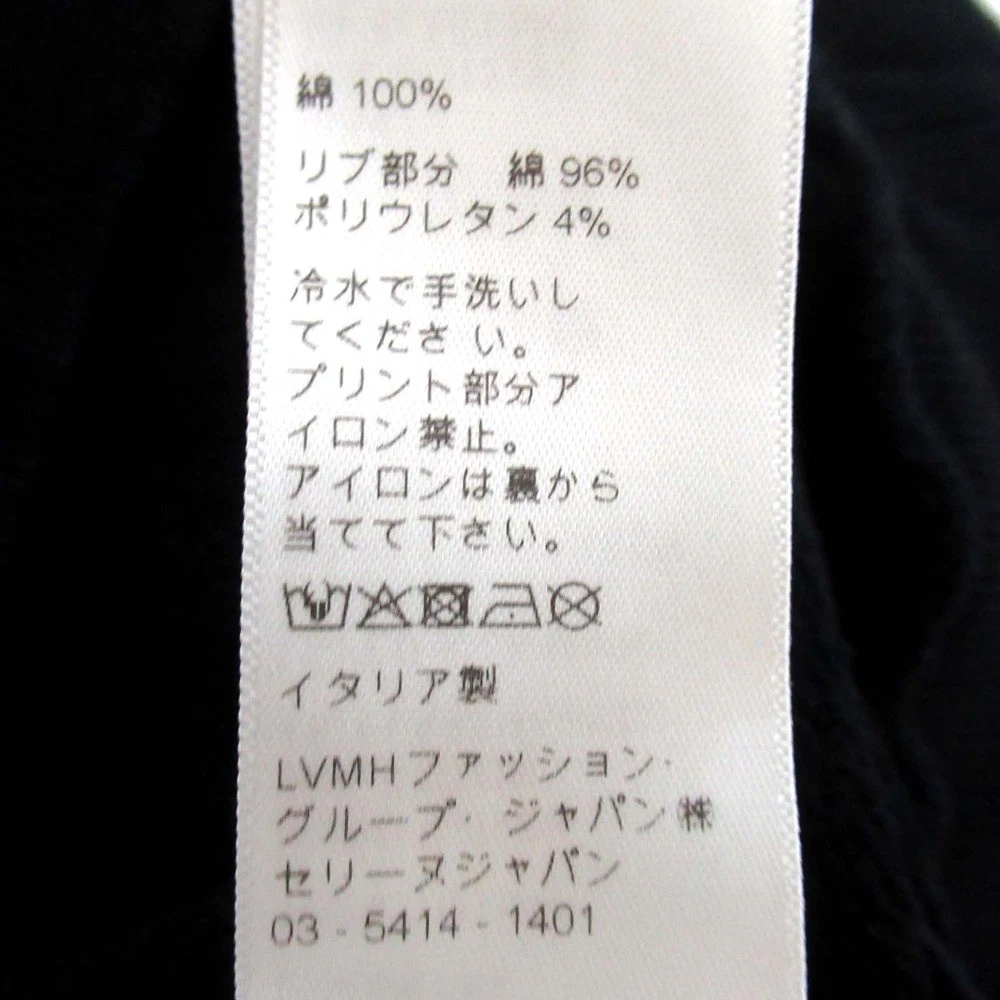 綿 100%
リブ部分 綿 96%
ポリウレタン 4%
冷水で手洗いし
てくださ い。
プリント部分ア
イロン禁止。
アイロンは裏から
当てて下さい。
イタリア製
LVMHファッション·
グループ· ジャパン㈱
セリーヌジャパン
03 - 5414 - 1401